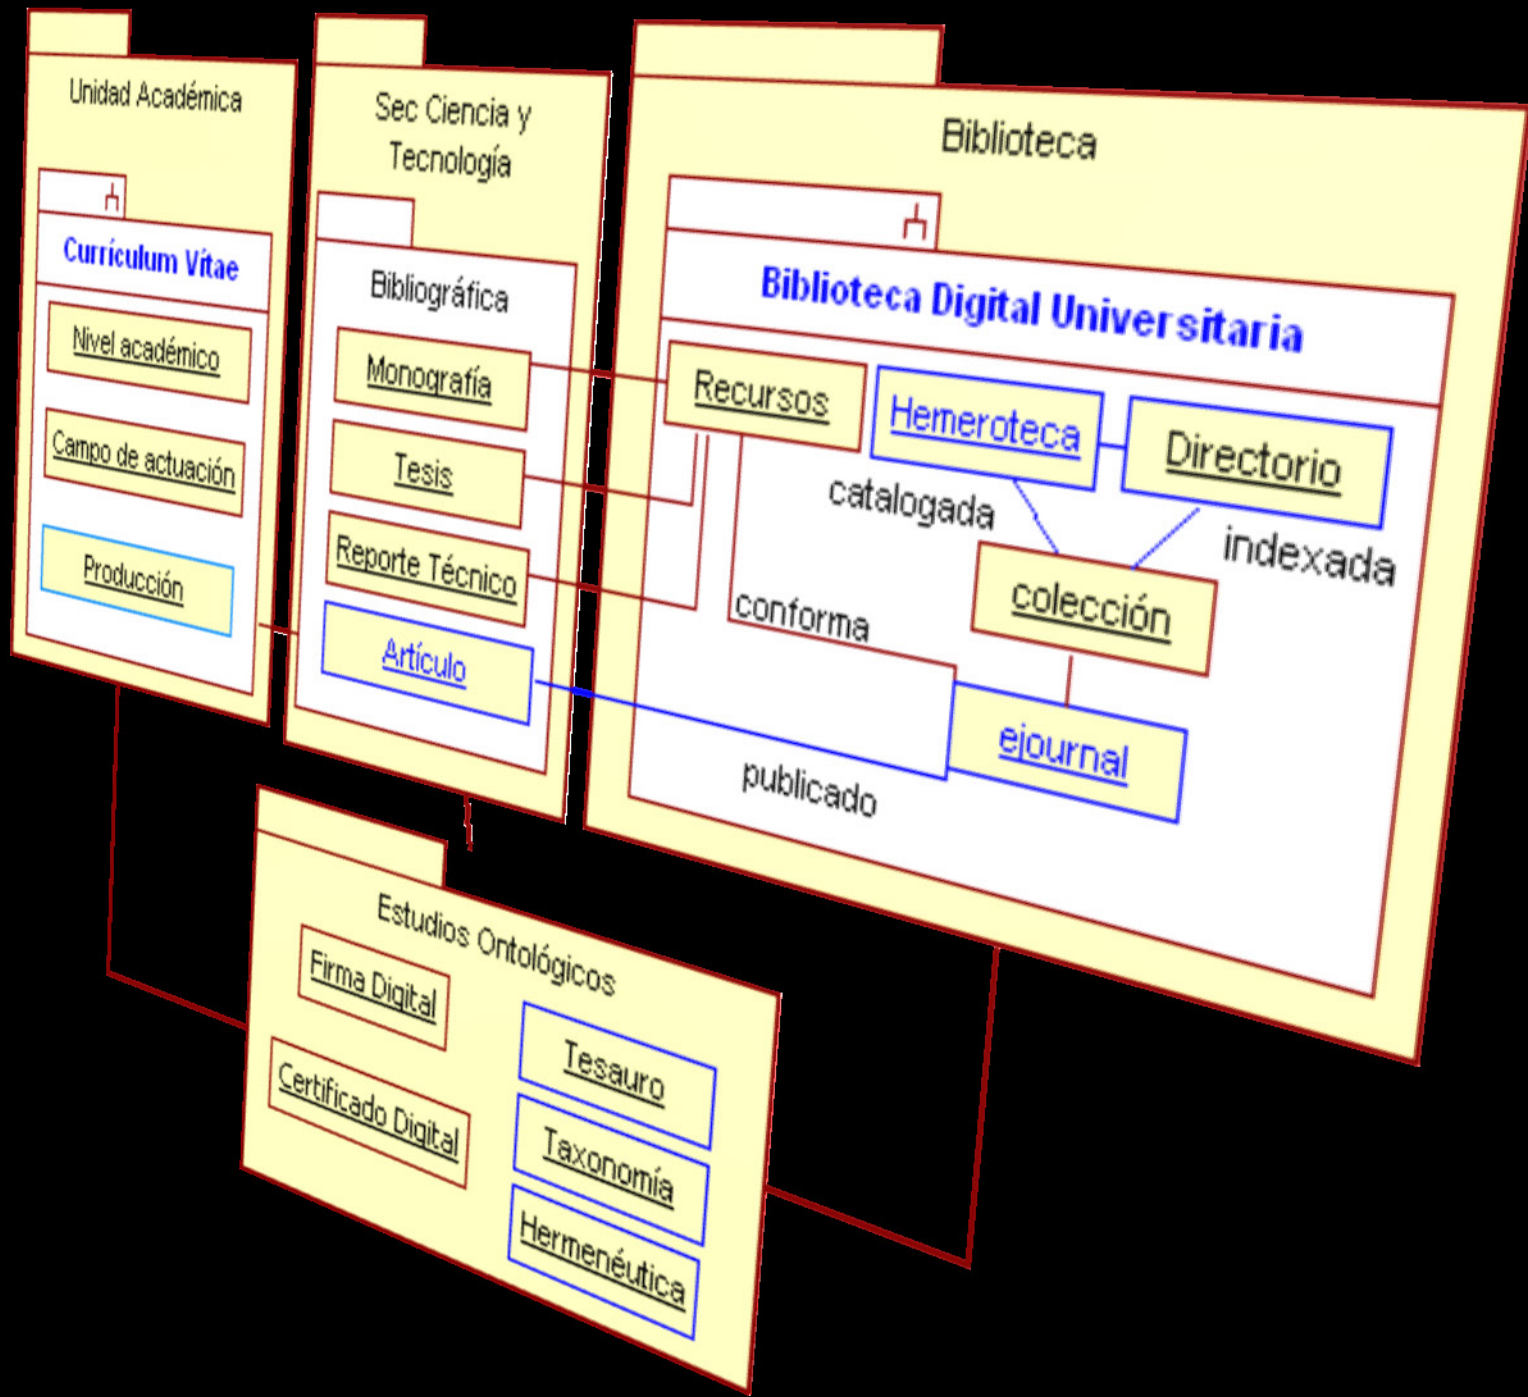 Unidad Académica
Currículum Vítae
Nivel académico
Campo de actuación
Producción
Sec Ciencia y
Tecnología
Bibliográfica
Monografía
Tesis
Reporte Técnico
Artículo
Biblioteca
Biblioteca Digital Universitaria
Recursos
Hemeroteca
Directorio
catalogada
indexada
colección
conforma
ejournal
publicado
Estudios Ontológicos
Firma Digital
Certificado Digital
Tesauro
Taxonomía
Hermenéutica